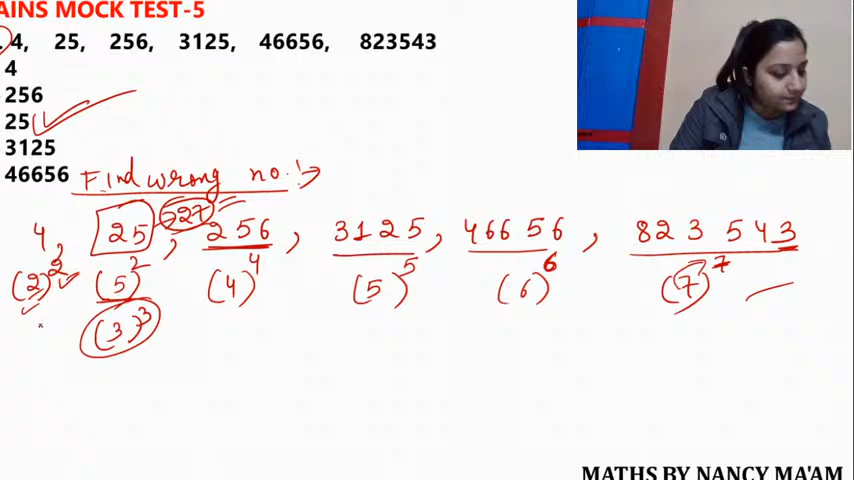 AINS MOCK TEST-5
4, 25, 256, 3125, 46656, 823543
4
256
25
3125
46656 Find wrong no.:→
4, 25, 27, 256, 3125, 46656, 823543
(2)² (5)² (4)⁴ (5)⁵ (6)⁶ (7)⁷
(3)³
MATHS BY NANCY MA'AM